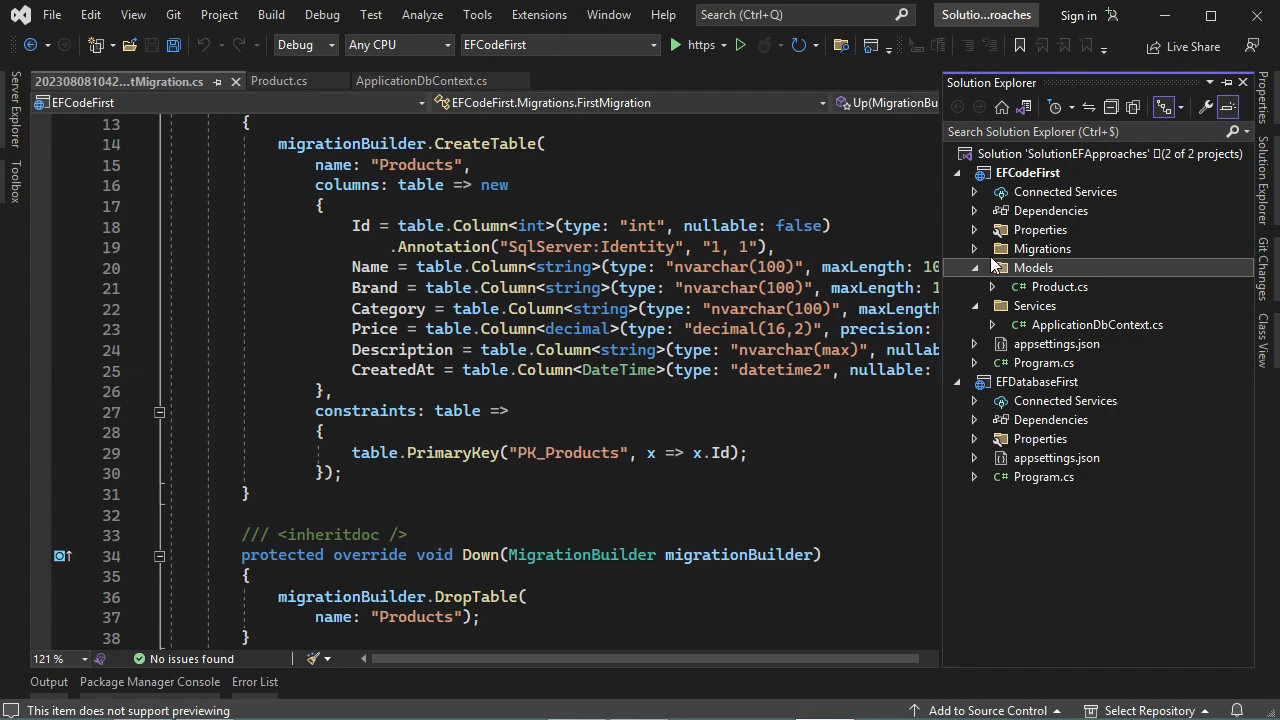 File Edit View Git Project Build Debug Test Analyze Tools Extensions Window Help Search (Ctrl+Q) Solutio...roaches Sign in
Debug Any CPU EFCodeFirst https Live Share
202308081042...tMigration.cs Product.cs ApplicationDbContext.cs
EFCodeFirst EFCodeFirst.Migrations.FirstMigration Up(MigrationBu
13 {
14 migrationBuilder.CreateTable(
15 name: "Products",
16 columns: table => new
17 {
18 Id = table.Column<int>(type: "int", nullable: false)
19 .Annotation("SqlServer:Identity", "1, 1"),
20 Name = table.Column<string>(type: "nvarchar(100)", maxLength: 10
21 Brand = table.Column<string>(type: "nvarchar(100)", maxLength: 1
22 Category = table.Column<string>(type: "nvarchar(100)", maxLength
23 Price = table.Column<decimal>(type: "decimal(16,2)", precision:
24 Description = table.Column<string>(type: "nvarchar(max)", nullab
25 CreatedAt = table.Column<DateTime>(type: "datetime2", nullable:
26 },
27 constraints: table =>
28 {
29 table.PrimaryKey("PK_Products", x => x.Id);
30 });
31 }
32
33 /// <inheritdoc />
34 protected override void Down(MigrationBuilder migrationBuilder)
35 {
36 migrationBuilder.DropTable(
37 name: "Products");
38 }
121 % No issues found
Output Package Manager Console Error List
This item does not support previewing Add to Source Control Select Repository
Server Explorer
Toolbox
Solution Explorer
Search Solution Explorer (Ctrl+$)
Solution 'SolutionEFApproaches' (2 of 2 projects)
EFCodeFirst
Connected Services
Dependencies
Properties
Migrations
Models
C# Product.cs
Services
C# ApplicationDbContext.cs
appsettings.json
C# Program.cs
EFDatabaseFirst
Connected Services
Dependencies
Properties
appsettings.json
C# Program.cs
Properties
Solution Explorer
Git Changes
Class View